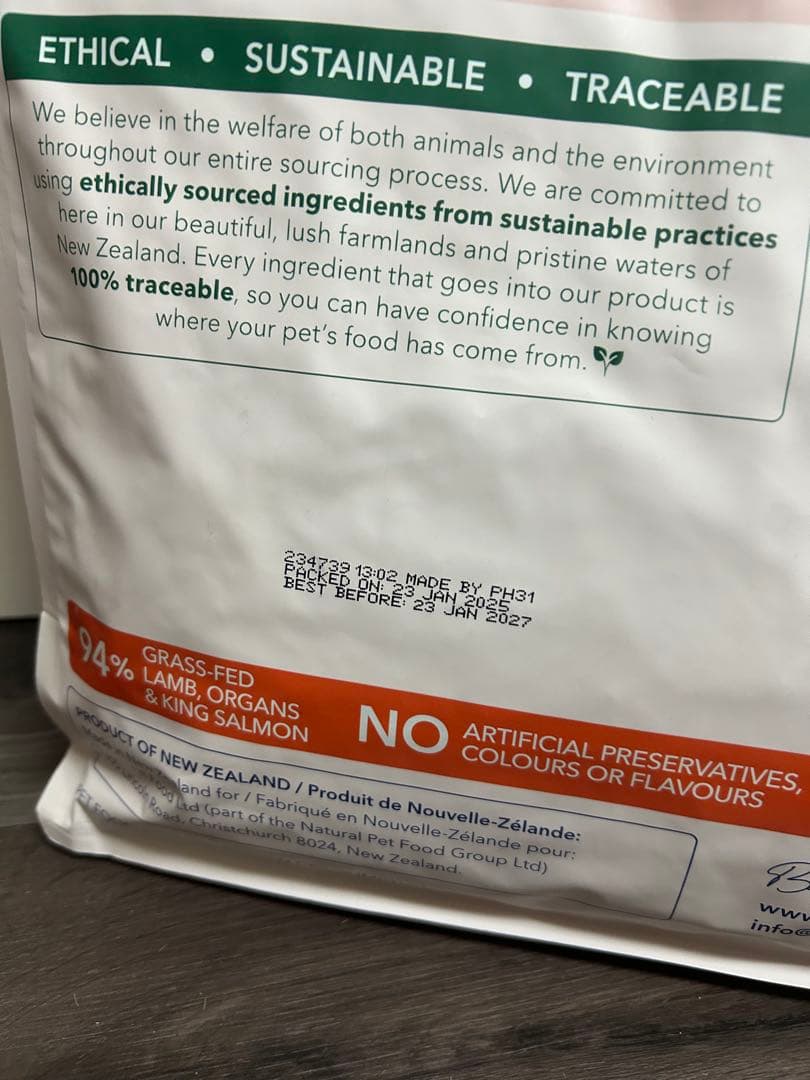 ETHICAL • SUSTAINABLE • TRACEABLE
We believe in the welfare of both animals and the environment
throughout our entire sourcing process. We are committed to
using ethically sourced ingredients from sustainable practices
here in our beautiful, lush farmlands and pristine waters of
New Zealand. Every ingredient that goes into our product is
100% traceable, so you can have confidence in knowing
where your pet's food has come from.
234739 13:02 MADE BY PH31
PACKED ON: 23 JAN 2025
BEST BEFORE: 23 JAN 2027
94% GRASS-FED
LAMB, ORGANS
& KING SALMON
NO ARTIFICIAL PRESERVATIVES,
COLOURS OR FLAVOURS
PRODUCT OF NEW ZEALAND / Produit de Nouvelle-Zélande:
land for / Fabriqué en Nouvelle-Zélande pour:
Food Ltd (part of the Natural Pet Food Group Ltd)
Road, Christchurch 8024, New Zealand.
www
info@